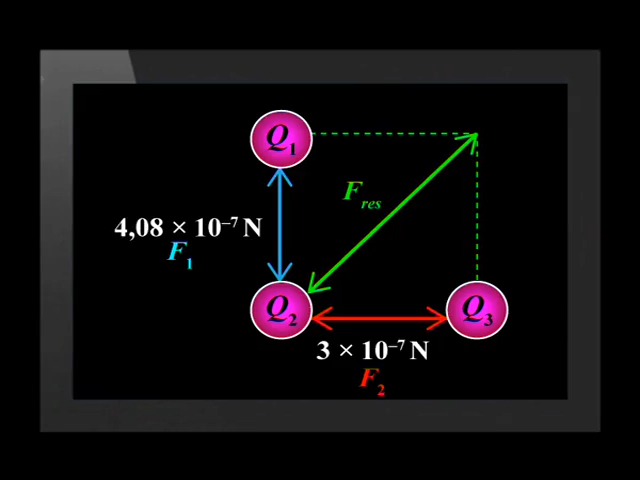 Q₁
F_res
4,08 × 10⁻⁷ N
F₁
Q₂
Q₃
3 × 10⁻⁷ N
F₂